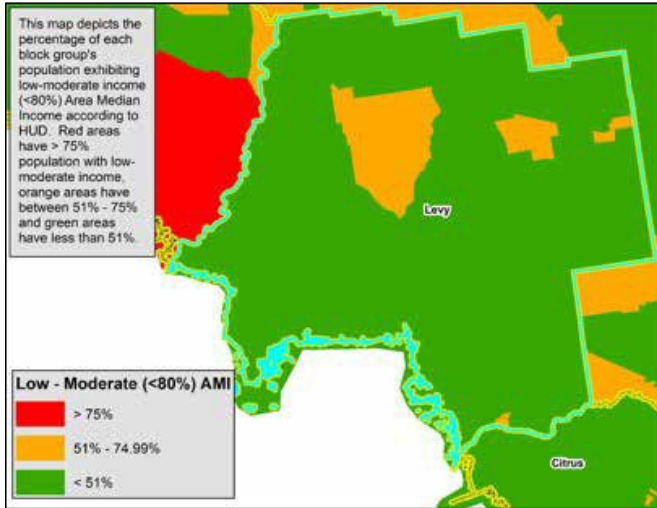 This map depicts the
percentage of each
block group's
population exhibiting
low-moderate income
(<80%) Area Median
Income according to
HUD. Red areas
have > 75%
population with low-
moderate income,
orange areas have
between 51% - 75%
and green areas
have less than 51%.
Levy
Low - Moderate (<80%) AMI
> 75%
51% - 74.99%
< 51%
Citrus